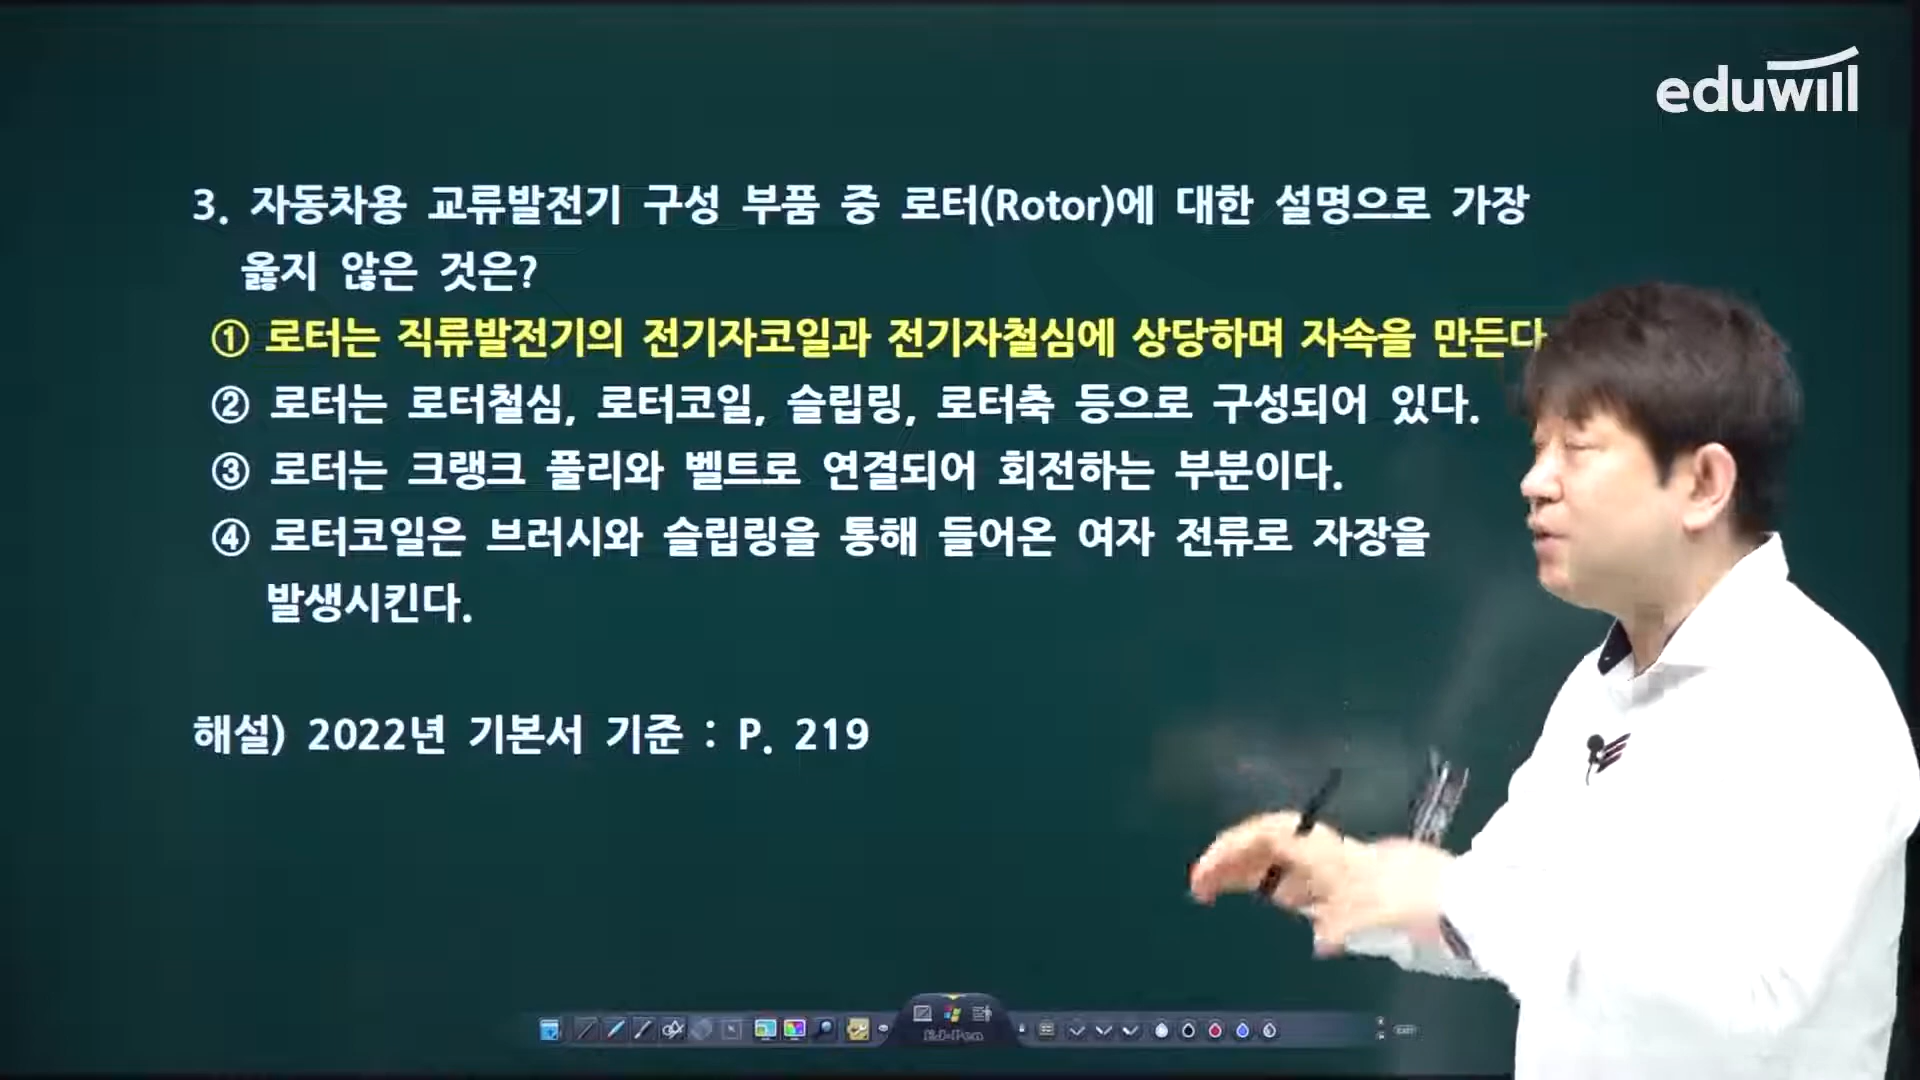 eduwill
3. 자동차용 교류발전기 구성 부품 중 로터(Rotor)에 대한 설명으로 가장
옳지 않은 것은?
① 로터는 직류발전기의 전기자코일과 전기자철심에 상당하며 자속을 만든다
② 로터는 로터철심, 로터코일, 슬립링, 로터축 등으로 구성되어 있다.
③ 로터는 크랭크 풀리와 벨트로 연결되어 회전하는 부분이다.
④ 로터코일은 브러시와 슬립링을 통해 들어온 여자 전류로 자장을
발생시킨다.
해설) 2022년 기본서 기준 : P. 219